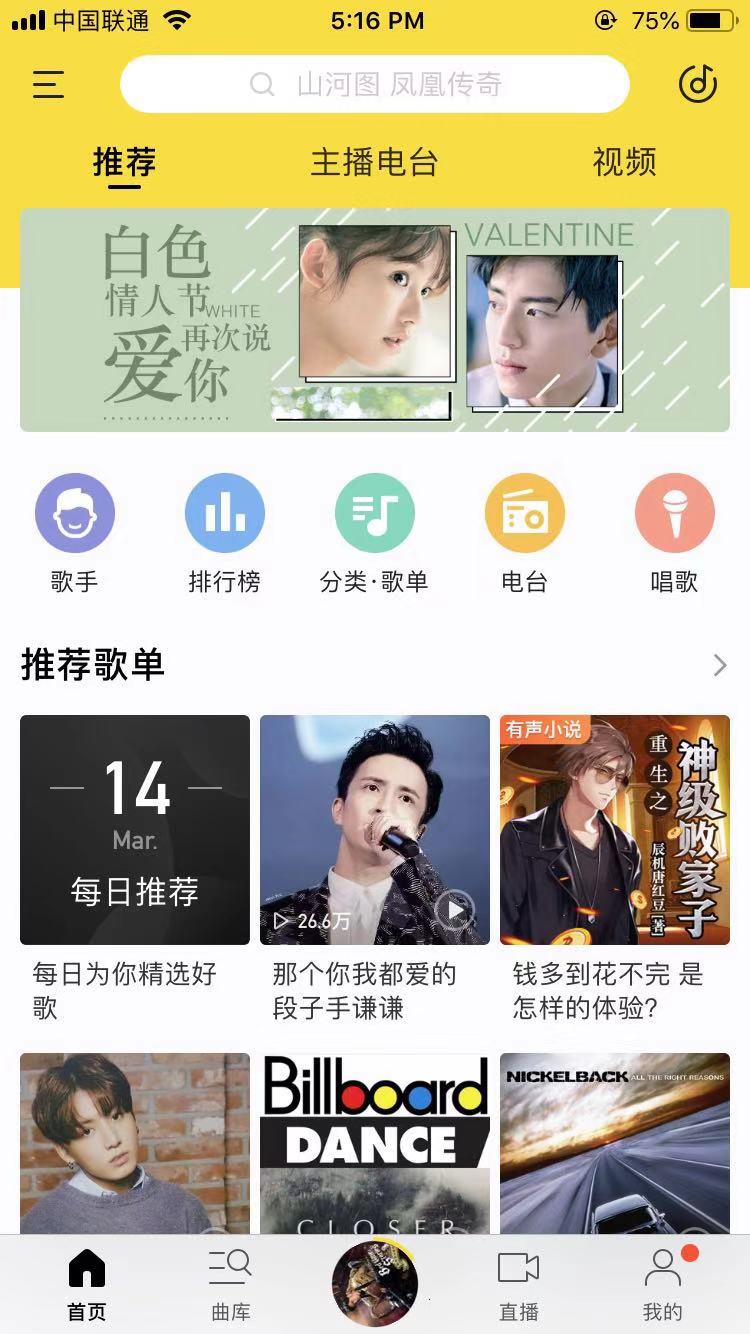 中国联通
5:16 PM
75%
山河图 凤凰传奇
推荐
主播电台
视频
白色
情人节
WHITE
爱
再次说
你
VALENTINE
歌手
排行榜
分类·歌单
电台
唱歌
推荐歌单
14
Mar.
每日推荐
26.6万
有声小说
重生之
神级败家子
辰机唐红豆[著]
每日为你精选好
歌
那个你我都爱的
段子手谦谦
钱多到花不完 是
怎样的体验?
Billboard
DANCE
CLOSER
NICKELBACK ALL THE RIGHT REASONS
首页
曲库
直播
我的